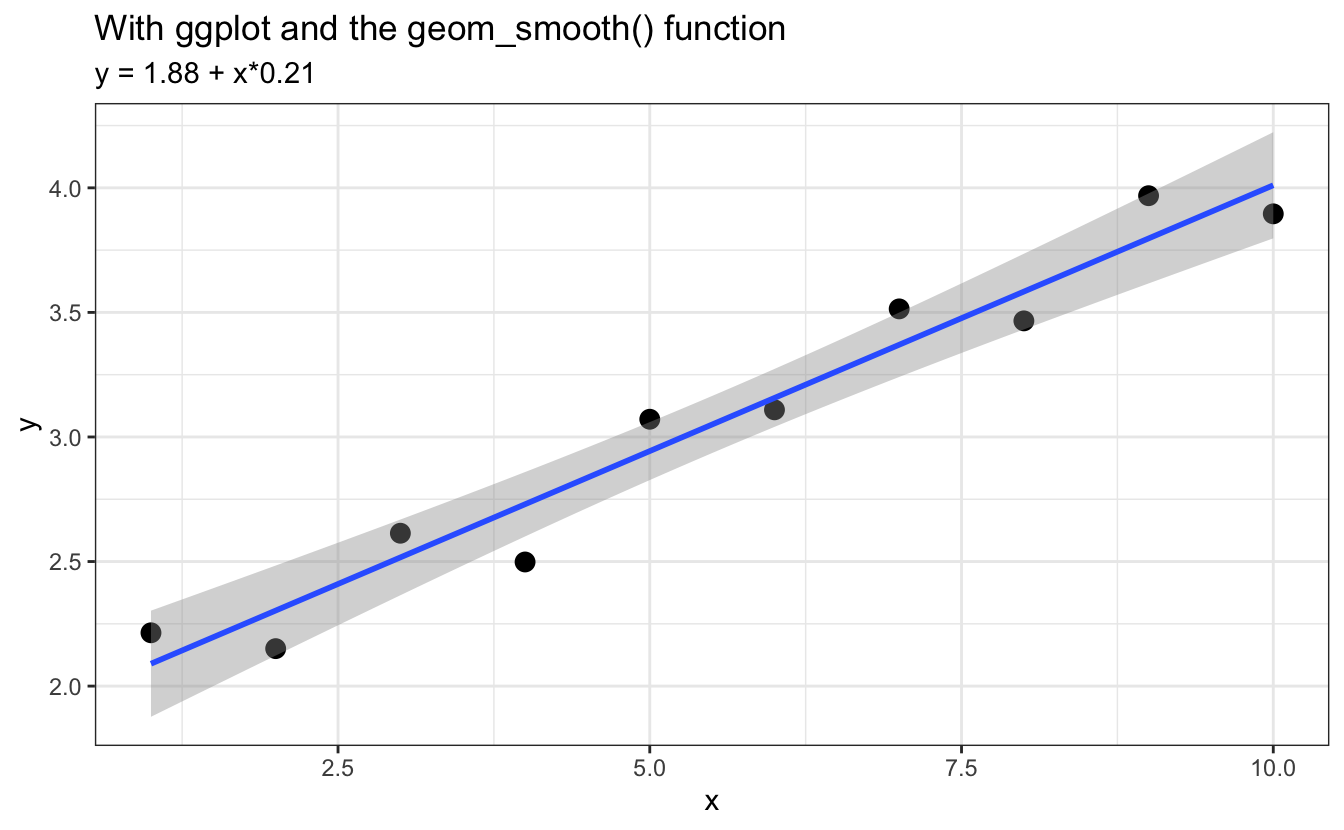 With ggplot and the geom_smooth() function
y = 1.88 + x*0.21
4.0
3.5
y
3.0
2.5
2.0
2.5 5.0 7.5 10.0
x